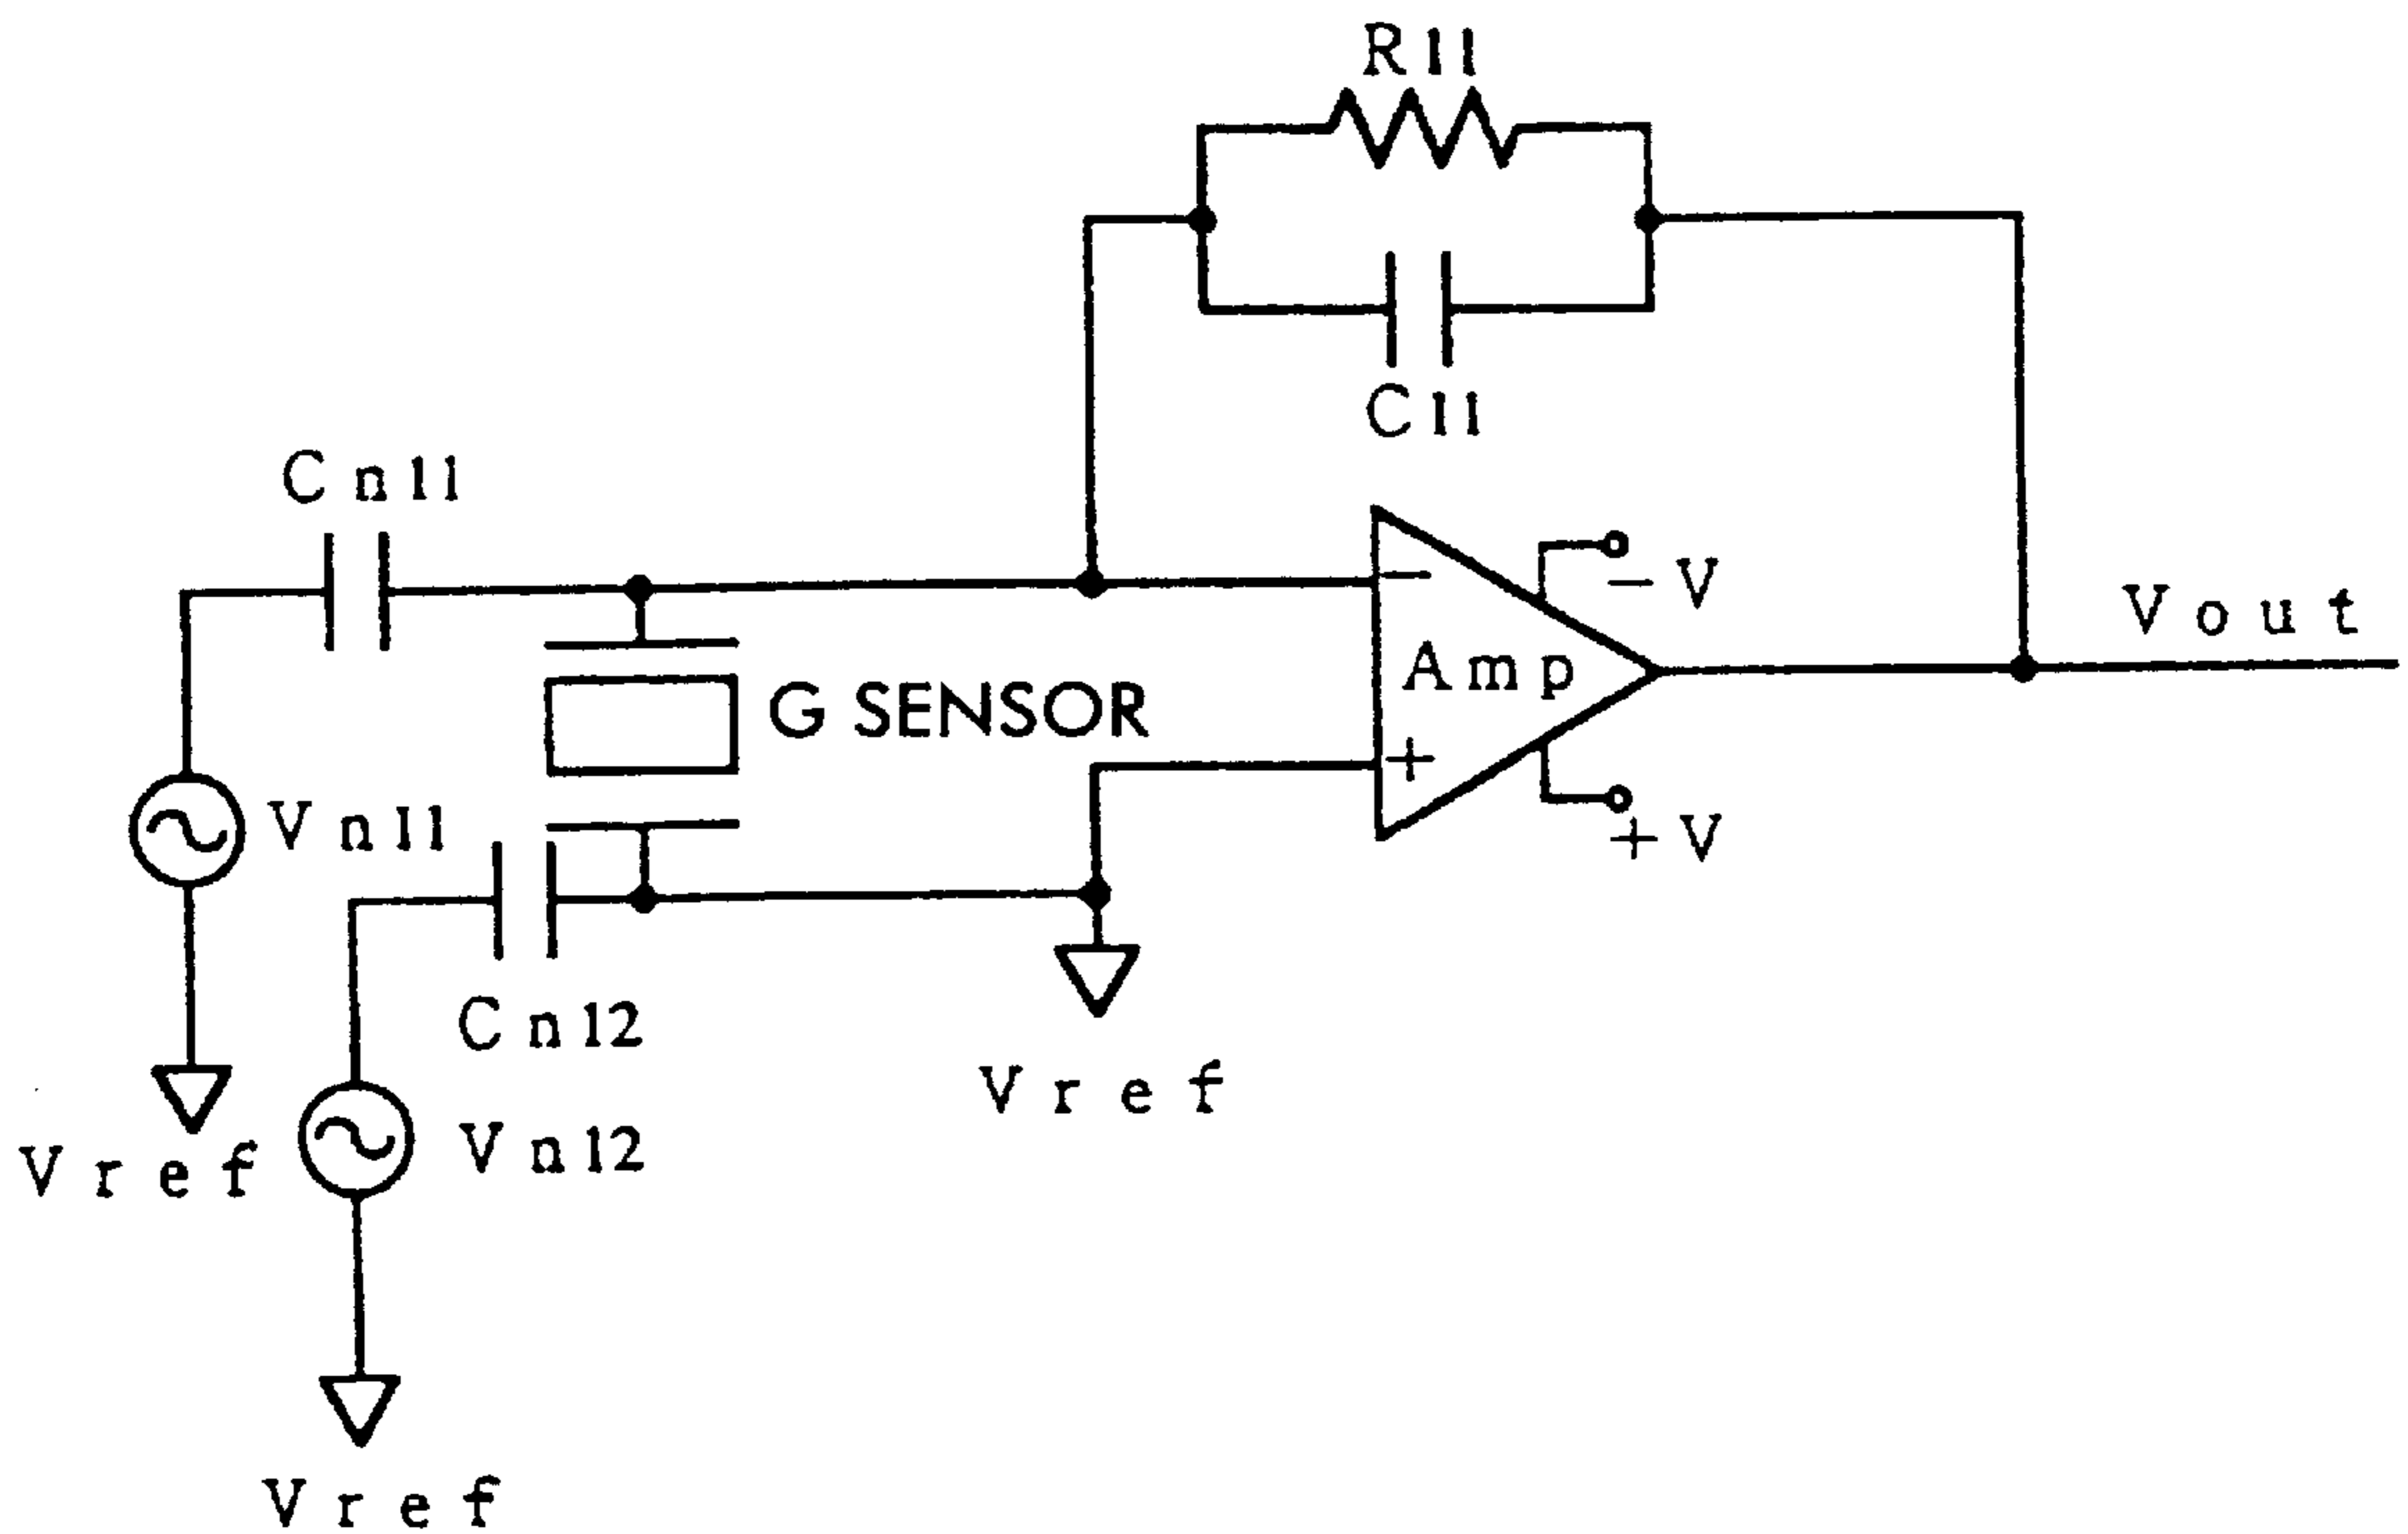 R11
C11
Cn11
− V
Vout
Amp
G SENSOR
Vn11
+ V
Cn12
Vref
Vn12
Vref
Vref